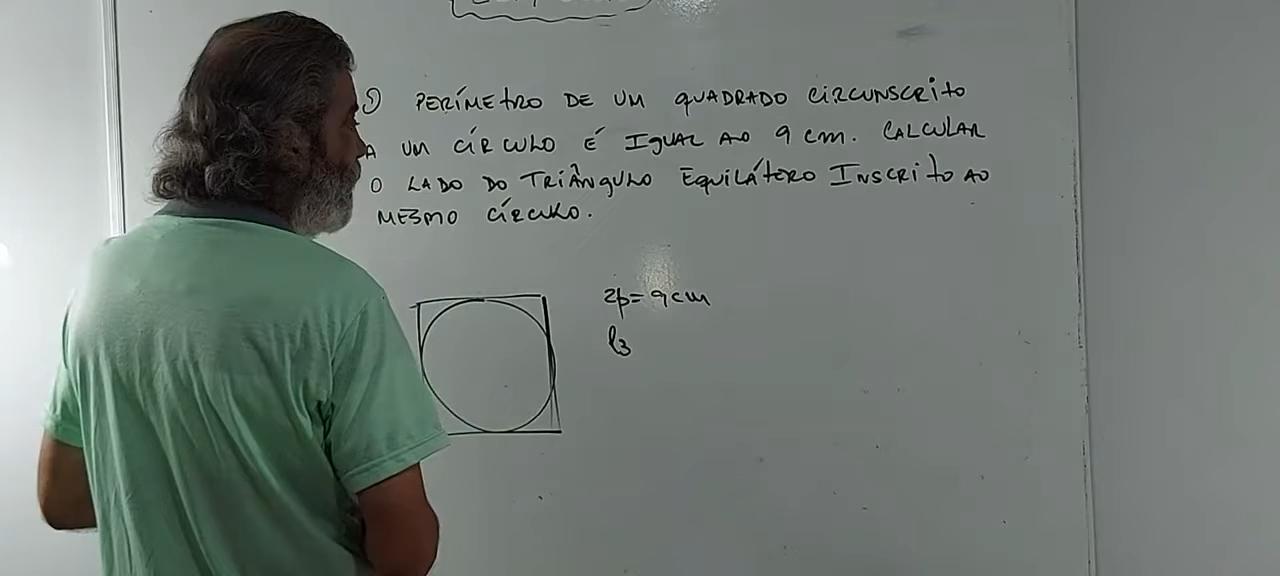 PERÍMETRO DE UM QUADRADO CIRCUNSCRITO
A UM CÍRCULO É IGUAL AO 9 cm. CALCULAR
O LADO DO TRIÂNGULO EQUILÁTERO INSCRITO AO
MESMO CÍRCULO.
2p = 9 cm
l3